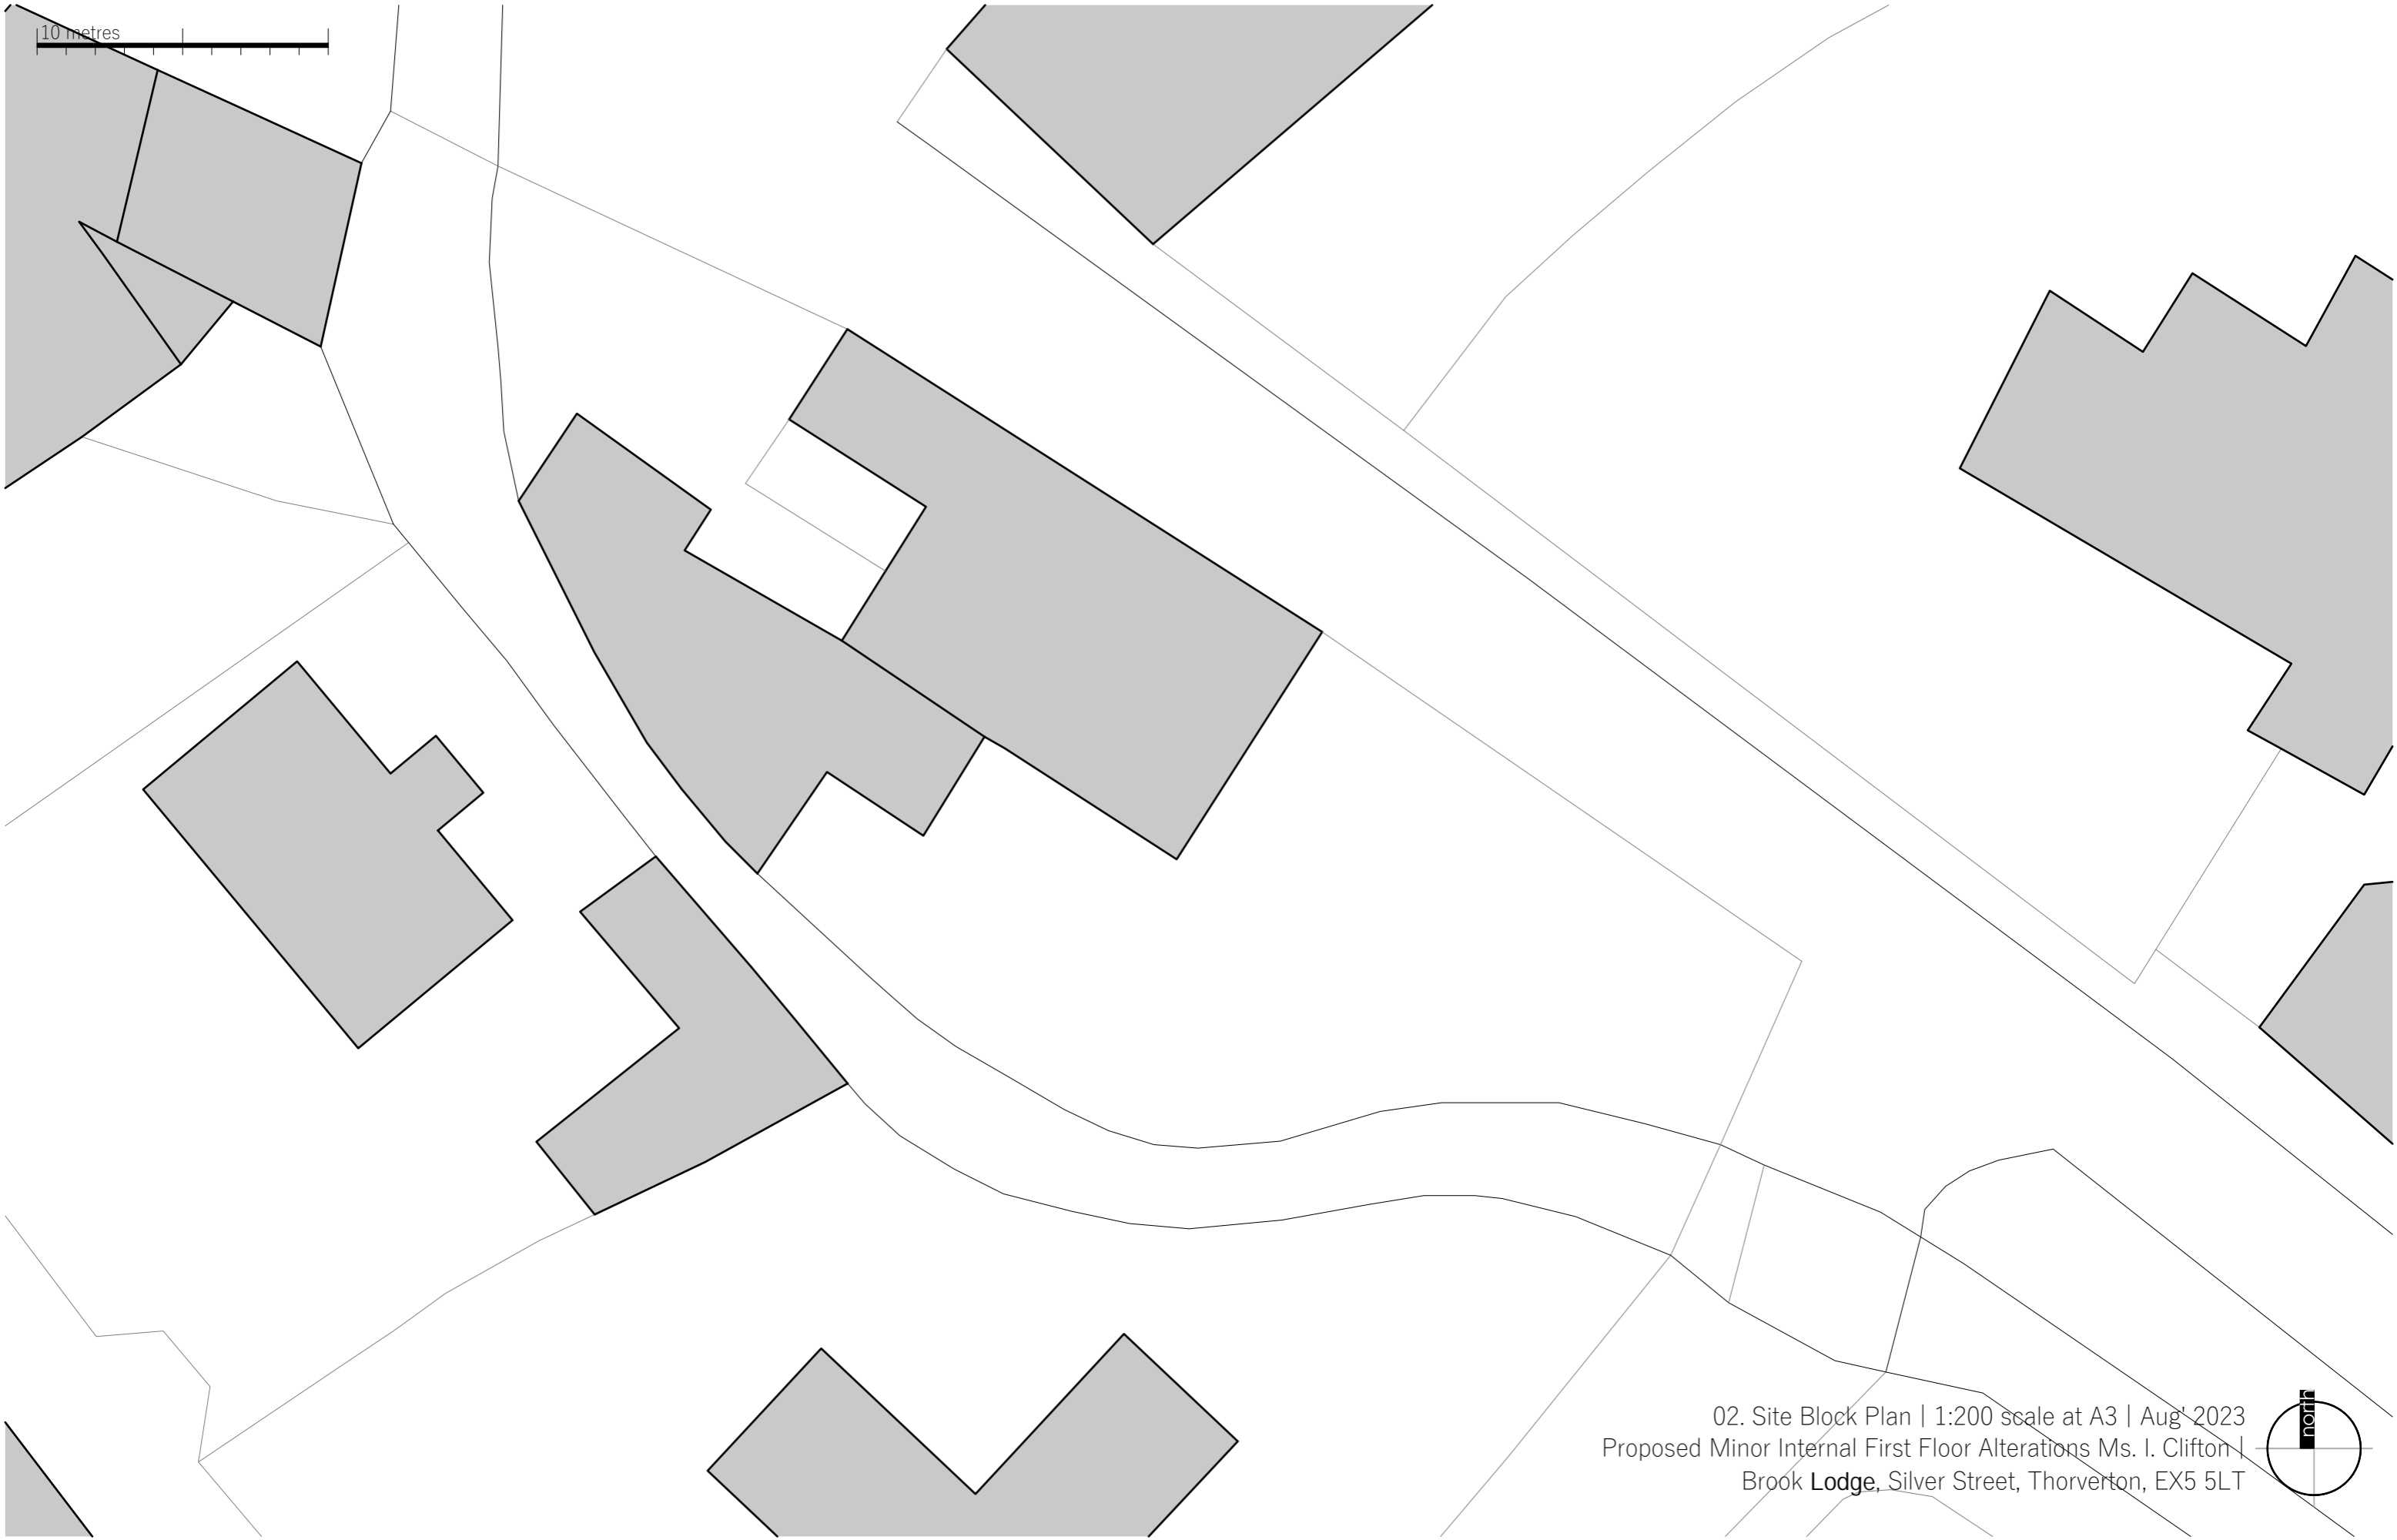 10 metres
02. Site Block Plan | 1:200 scale at A3 | Aug' 2023
Proposed Minor Internal First Floor Alterations Ms. I. Clifton |
Brook Lodge, Silver Street, Thorverton, EX5 5LT
north